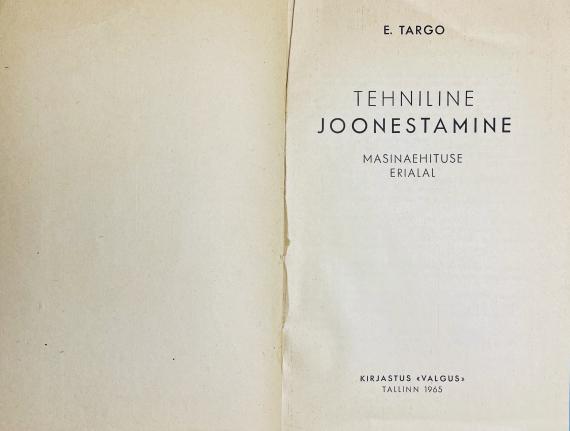 E. TARGO
TEHNILINE
JOONESTAMINE
MASINAEHITUSE
ERIALAL
KIRJASTUS «VALGUS»
TALLINN 1965